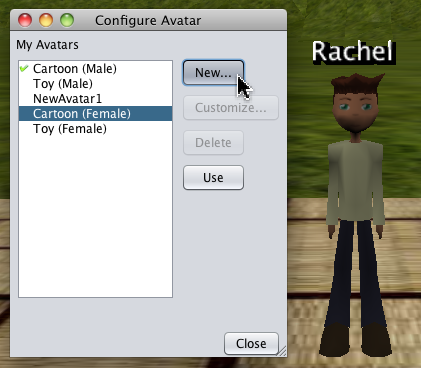 Configure Avatar
My Avatars
Cartoon (Male)
Toy (Male)
NewAvatar1
Cartoon (Female)
Toy (Female)
New...
Customize...
Delete
Use
Close
Rachel